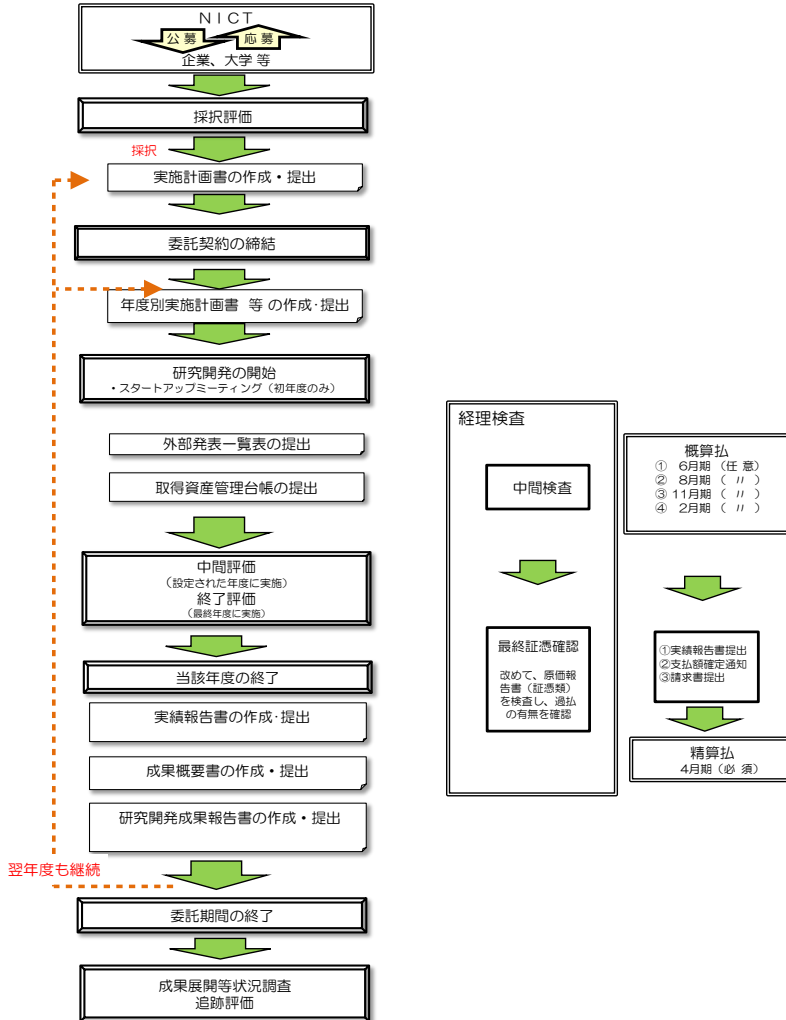 NICT
公募
応募
企業、大学 等
採択評価
採択
実施計画書の作成・提出
委託契約の締結
年度別実施計画書 等 の作成・提出
研究開発の開始
・スタートアップミーティング（初年度のみ）
外部発表一覧表の提出
取得資産管理台帳の提出
中間評価
（設定された年度に実施）
終了評価
（最終年度に実施）
当該年度の終了
実績報告書の作成・提出
成果概要書の作成・提出
研究開発成果報告書の作成・提出
翌年度も継続
委託期間の終了
成果展開等状況調査
追跡評価
経理検査
中間検査
最終証憑確認
改めて、原価報
告書（証憑類）
を検査し、過払
の有無を確認
概算払
① 6月期 （任 意）
② 8月期 （ 〃 ）
③ 11月期 （ 〃 ）
④ 2月期 （ 〃 ）
①実績報告書提出
②支払額確定通知
③請求書提出
精算払
4月期（必 須）